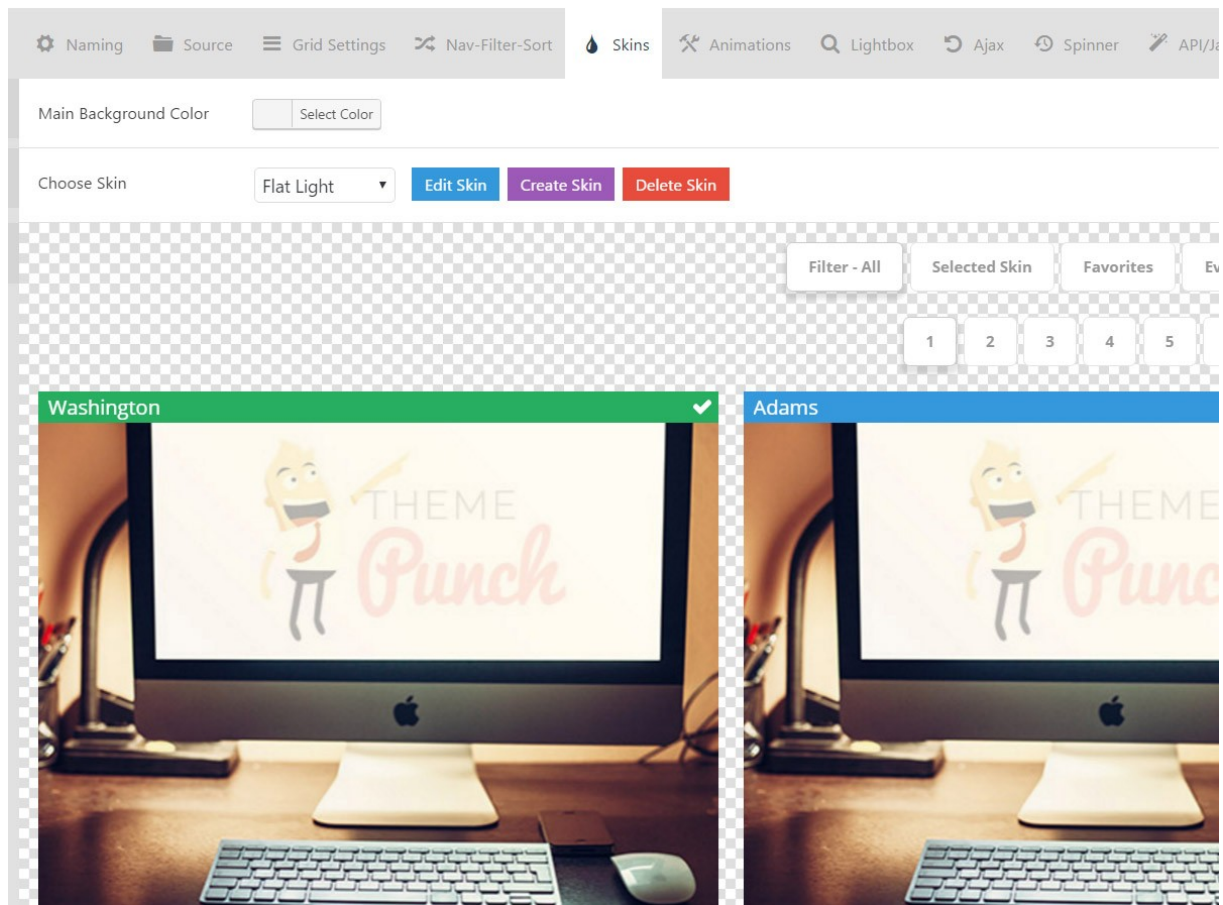 Naming Source Grid Settings Nav-Filter-Sort Skins Animations Lightbox Ajax Spinner
Main Background Color Select Color
Choose Skin Flat Light Edit Skin Create Skin Delete Skin
Filter - All Selected Skin Favorites
1 2 3 4 5
Washington Adams
THEME THEME
Punch